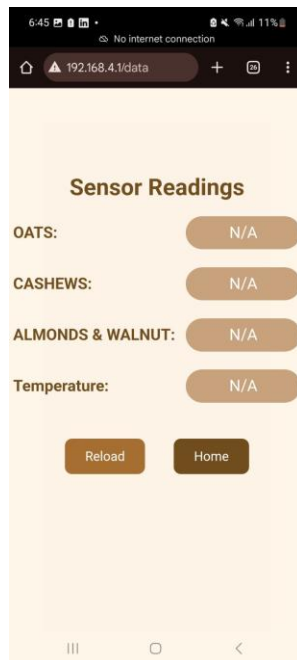 6:45
11%
No internet connection
192.168.4.1/data
26
Sensor Readings
OATS: N/A
CASHEWS: N/A
ALMONDS & WALNUT: N/A
Temperature: N/A
Reload Home